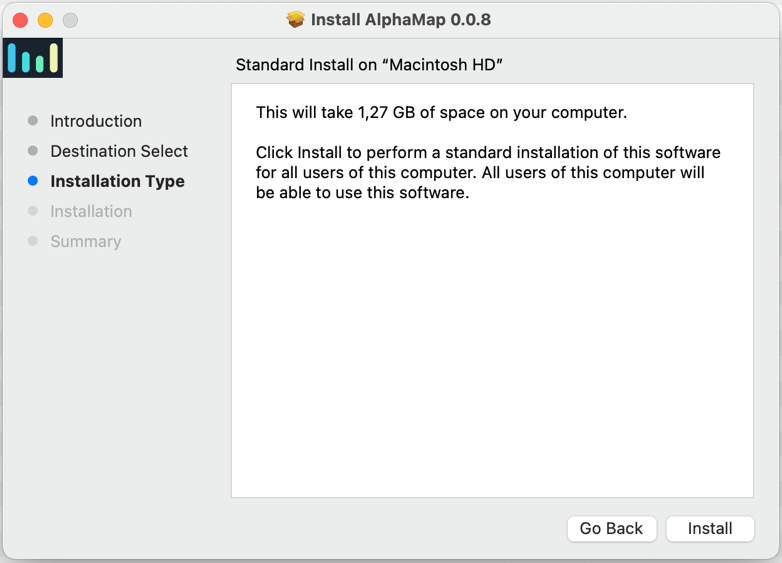 Install AlphaMap 0.0.8
Standard Install on “Macintosh HD”
Introduction
Destination Select
Installation Type
Installation
Summary
This will take 1,27 GB of space on your computer.
Click Install to perform a standard installation of this software
for all users of this computer. All users of this computer will
be able to use this software.
Go Back
Install